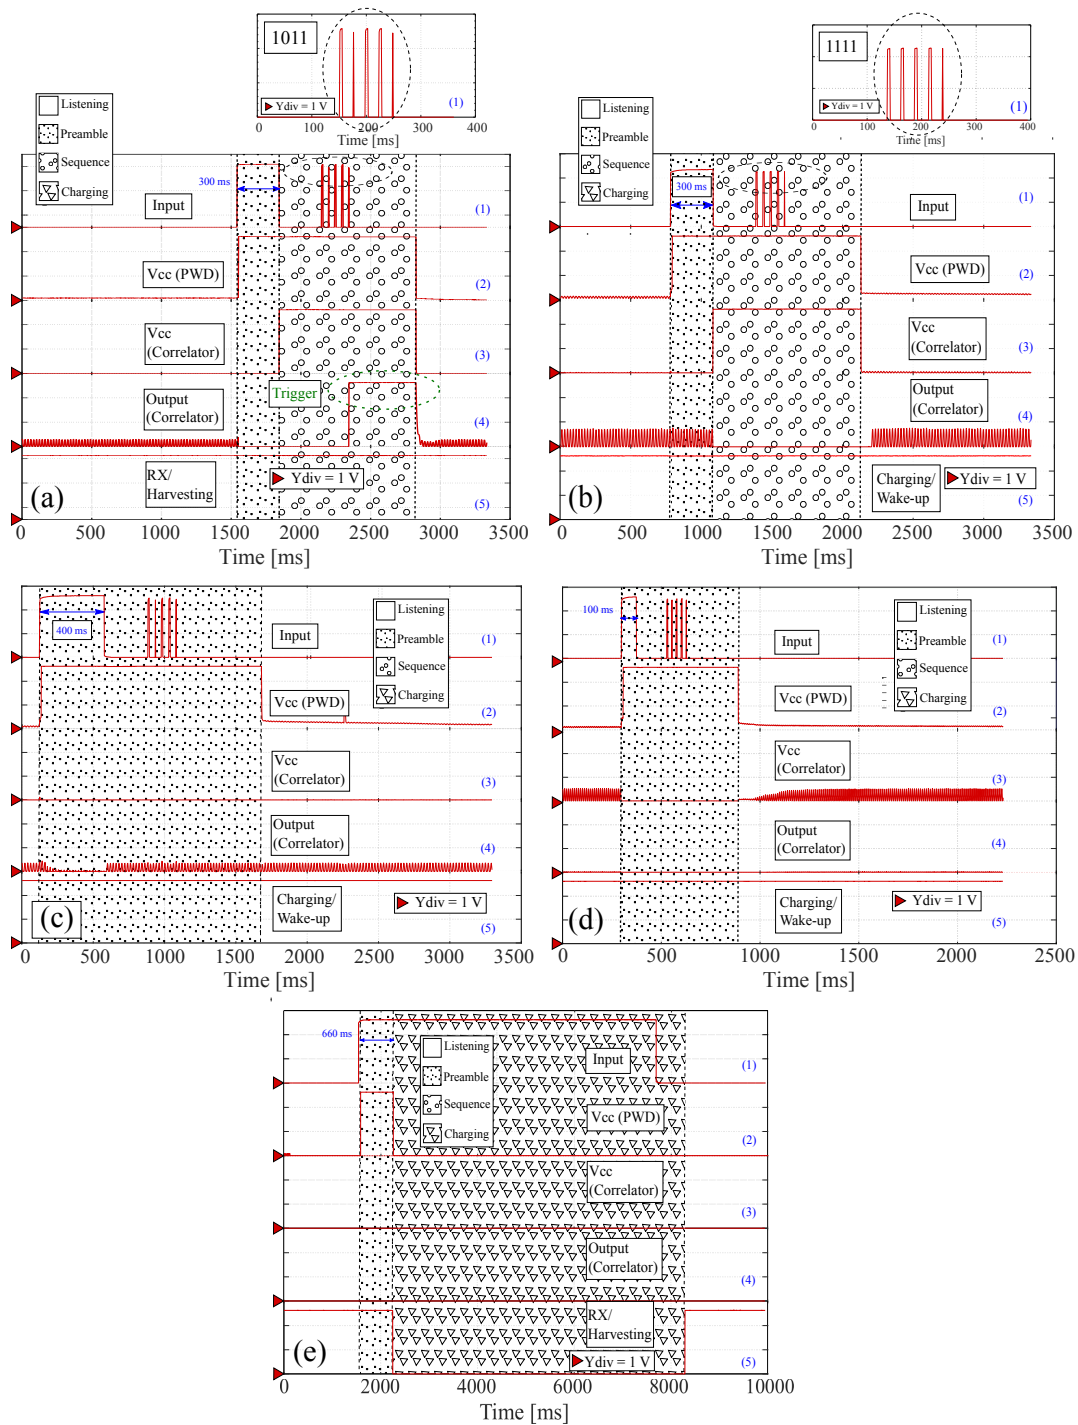 1011
Ydiv = 1 V
(1)
0 100 200 300 400
Time [ms]
Listening
Preamble
Sequence
Charging
300 ms
Input
(1)
Vcc (PWD)
(2)
Vcc
(Correlator)
(3)
Trigger
Output
(Correlator)
(4)
RX/
Harvesting
Ydiv = 1 V
(a)
(5)
0 500 1000 1500 2000 2500 3000 3500
Time [ms]
1111
Ydiv = 1 V
(1)
0 100 200 300 400
Time [ms]
Listening
Preamble
Sequence
Charging
300 ms
Input
(1)
Vcc (PWD)
(2)
Vcc
(Correlator)
(3)
Output
(Correlator)
(4)
Charging/
Wake-up
Ydiv = 1 V
(b)
(5)
0 500 1000 1500 2000 2500 3000 3500
Time [ms]
400 ms
Listening
Preamble
Sequence
Charging
Input
(1)
Vcc (PWD)
(2)
Vcc
(Correlator)
(3)
Output
(Correlator)
(4)
Charging/
Wake-up
Ydiv = 1 V
(c)
(5)
0 500 1000 1500 2000 2500 3000 3500
Time [ms]
100 ms
Listening
Preamble
Sequence
Charging
Input
(1)
Vcc (PWD)
(2)
Vcc
(Correlator)
(3)
Output
(Correlator)
(4)
Charging/
Wake-up
Ydiv = 1 V
(d)
(5)
0 500 1000 1500 2000 2500
Time [ms]
660 ms
Listening
Preamble
Sequence
Charging
Input
(1)
Vcc (PWD)
(2)
Vcc
(Correlator)
(3)
Output
(Correlator)
(4)
RX/
Harvesting
Ydiv = 1 V
(e)
(5)
0 2000 4000 6000 8000 10000
Time [ms]